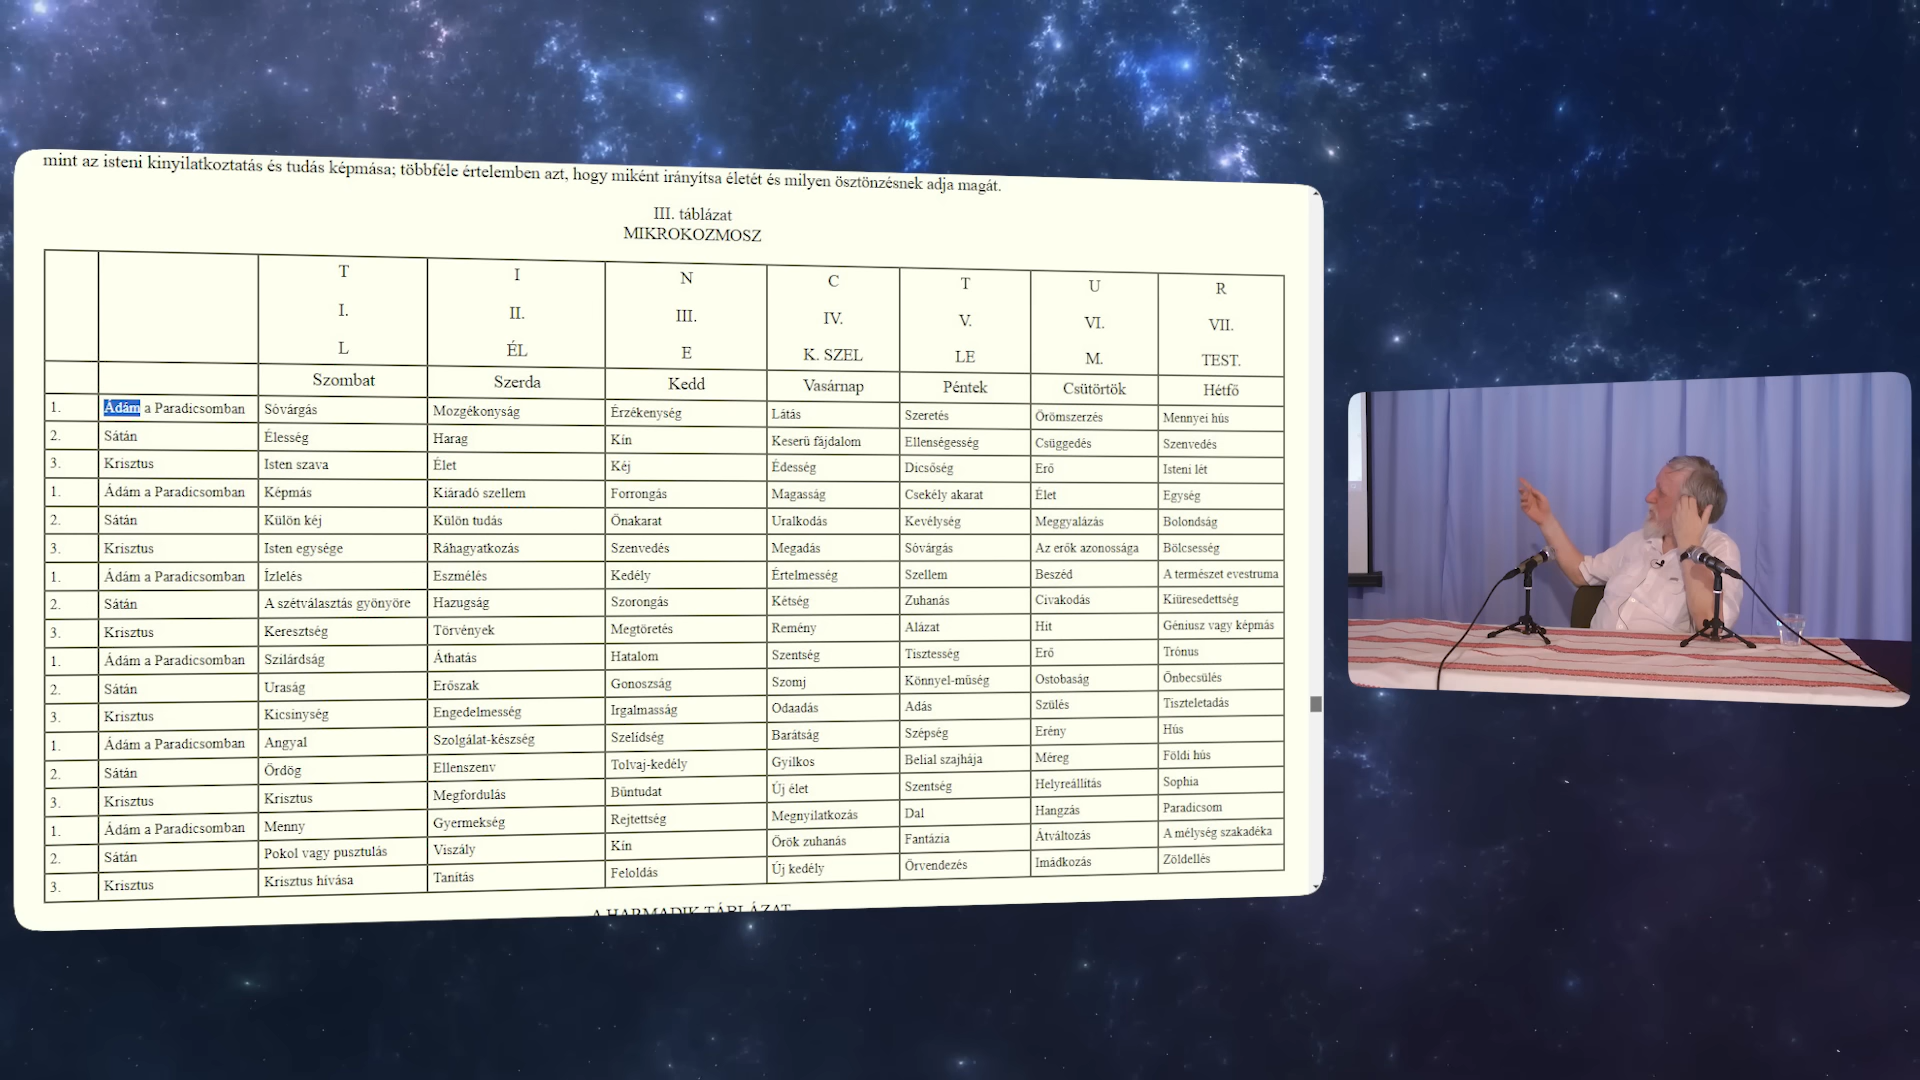 mint az isteni kinyilatkoztatás és tudás képmása; többféle értelemben azt, hogy miként irányítsa életét és milyen ösztönzésnek adja magát.
III. táblázat
MIKROKOZMOSZ
T I N C T U R
I. II. III. IV. V. VI. VII.
L ÉL E K. SZEL LE M. TEST.
Szombat Szerda Kedd Vasárnap Péntek Csütörtök Hétfő
1. Ádám a Paradicsomban Sóvárgás Mozgékonyság Érzékenység Látás Szeretés Örömszerzés Mennyei hús
2. Sátán Élesség Harag Kín Keserű fájdalom Ellenségesség Csüggedés Szenvedés
3. Krisztus Isten szava Élet Kéj Édesség Dicsőség Erő Isteni lét
1. Ádám a Paradicsomban Képmás Kiáradó szellem Forrongás Magasság Csekély akarat Élet Egység
2. Sátán Külön kéj Külön tudás Önakarat Uralkodás Kevélység Meggyalázás Bolondság
3. Krisztus Isten egysége Ráhagyatkozás Szenvedés Megadás Sóvárgás Az erők azonossága Bölcsesség
1. Ádám a Paradicsomban Ízlelés Eszmélés Kedély Értelmesség Szellem Beszéd A természet evestruma
2. Sátán A szétválasztás gyönyöre Hazugság Szorongás Kétség Zuhanás Civakodás Kiüresedettség
3. Krisztus Keresztség Törvények Megtöretés Remény Alázat Hit Géniusz vagy képmás
1. Ádám a Paradicsomban Szilárdság Áthatás Hatalom Szentség Tisztesség Erő Trónus
2. Sátán Uraság Erőszak Gonoszság Szomj Könnyel-műség Ostobaság Önbecsülés
3. Krisztus Kicsinység Engedelmesség Irgalmasság Odaadás Adás Szülés Tiszteletadás
1. Ádám a Paradicsomban Angyal Szolgálat-készség Szelídség Barátság Szépség Erény Hús
2. Sátán Ördög Ellenszenv Tolvaj-kedély Gyilkos Belial szajhája Méreg Földi hús
3. Krisztus Krisztus Megfordulás Bűntudat Új élet Szentség Helyreállítás Sophia
1. Ádám a Paradicsomban Menny Gyermekség Rejtettség Megnyilatkozás Dal Hangzás Paradicsom
2. Sátán Pokol vagy pusztulás Viszály Kín Örök zuhanás Fantázia Átváltozás A mélység szakadéka
3. Krisztus Krisztus hívása Tanítás Feloldás Új kedély Örvendezés Imádkozás Zöldellés
A HARMADIK TÁBLÁZAT